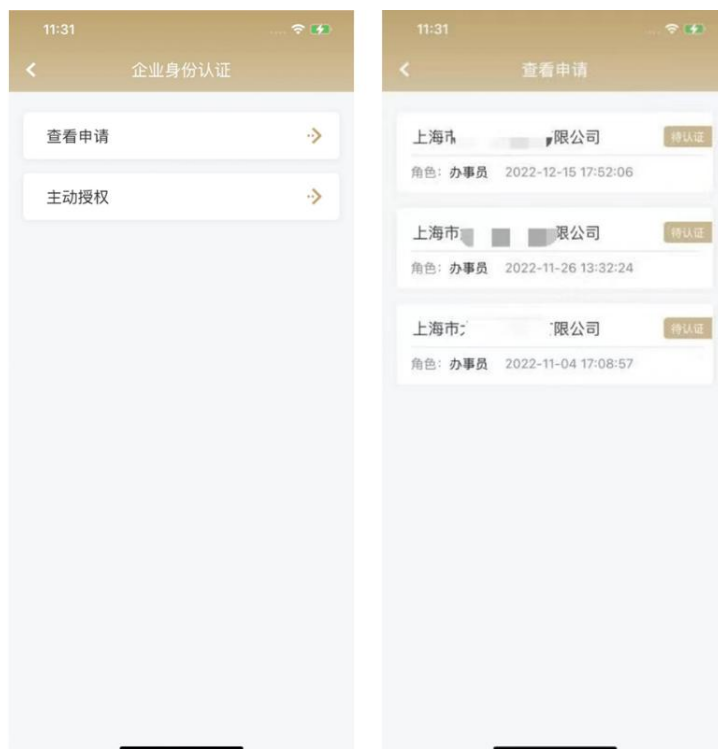 11:31
企业身份认证
查看申请
主动授权
11:31
查看申请
上海市 限公司 待认证
角色：办事员 2022-12-15 17:52:06
上海市 限公司 待认证
角色：办事员 2022-11-26 13:32:24
上海市 限公司 待认证
角色：办事员 2022-11-04 17:08:57